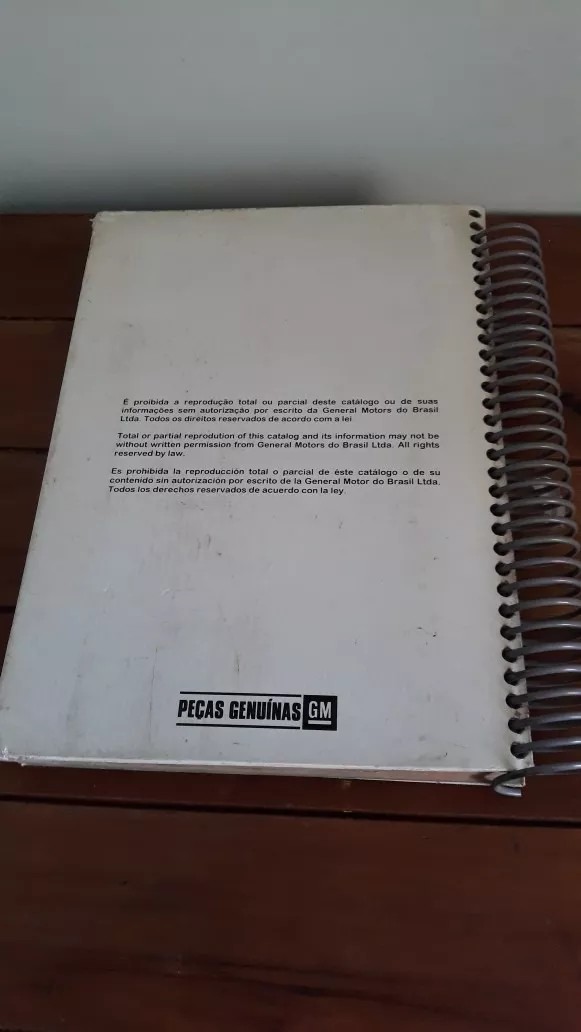 É proibida a reprodução total ou parcial deste catálogo ou de suas
informações sem autorização por escrito da General Motors do Brasil
Ltda. Todos os direitos reservados de acordo com a lei
Total or partial reprodution of this catalog and its information may not be
without written permission from General Motors do Brasil Ltda. All rights
reserved by law.
Es prohibida la reproducción total o parcial de éste catálogo o de su
contenido sin autorización por escrito de la General Motor do Brasil Ltda.
Todos los derechos reservados de acuerdo con la ley.
PEÇAS GENUÍNAS GM